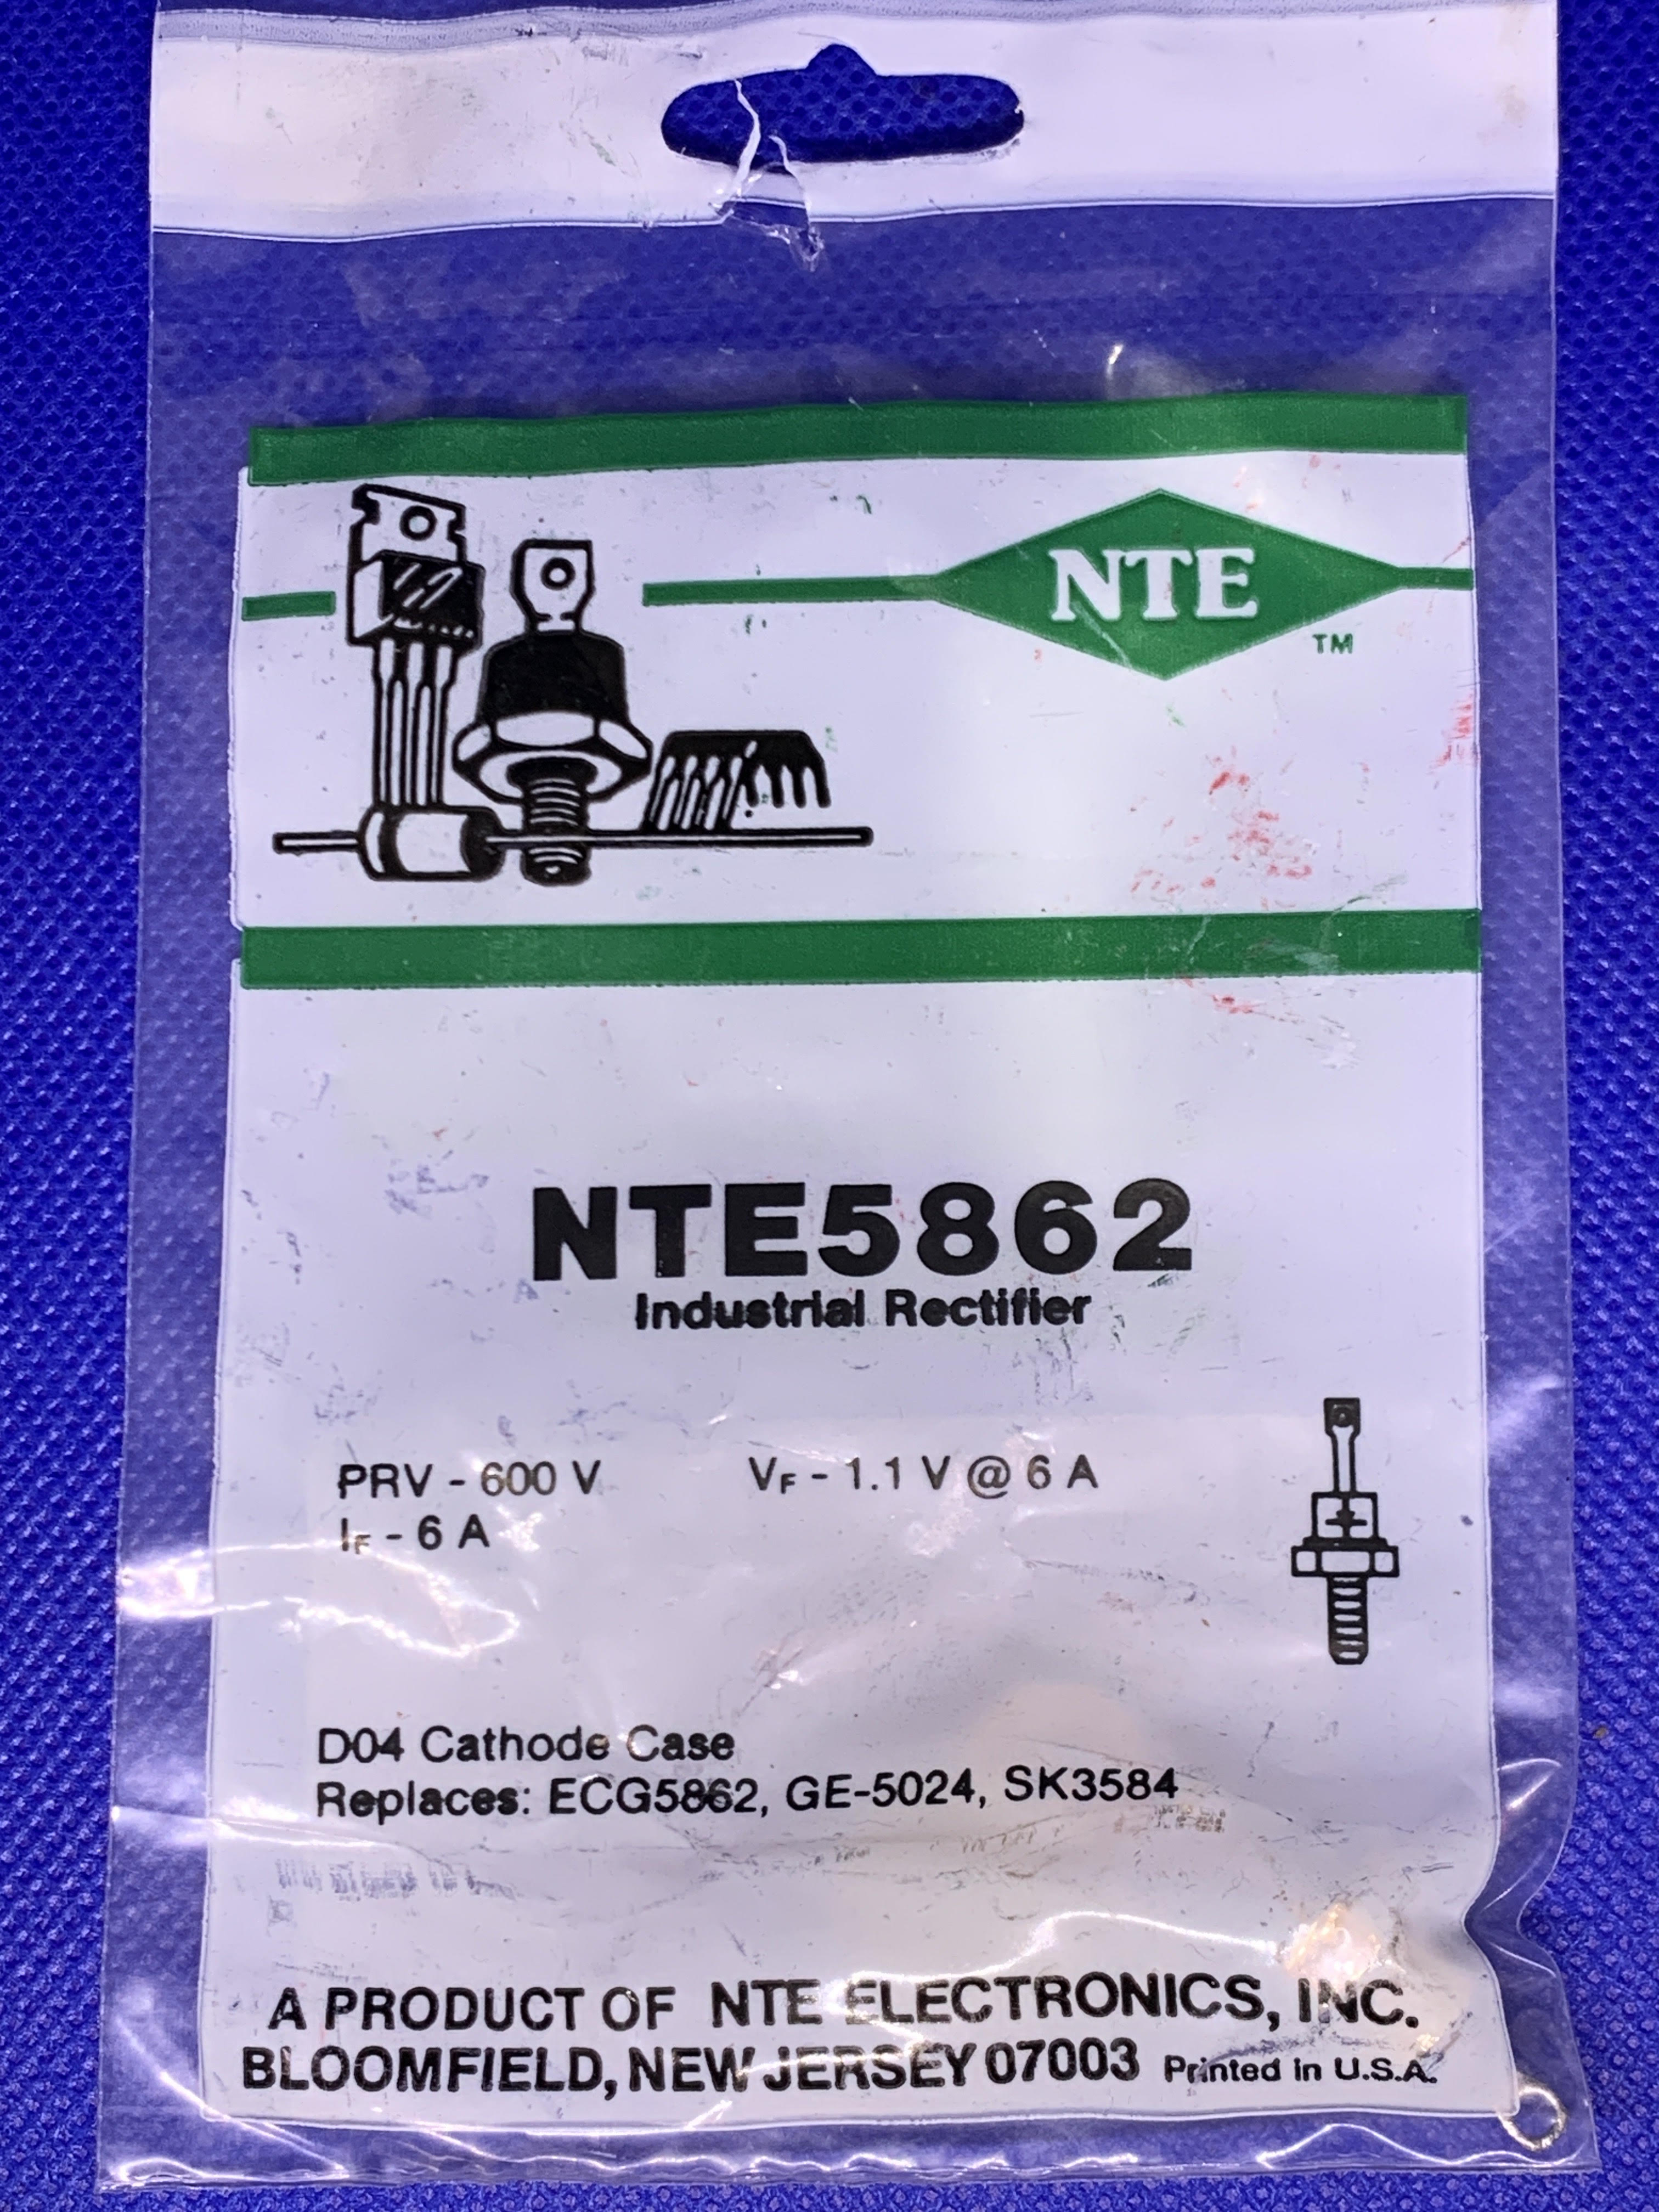 NTE
TM
NTE5862
Industrial Rectifier
PRV - 600 V VF - 1.1 V @ 6 A
IF - 6 A
D04 Cathode Case
Replaces: ECG5862, GE-5024, SK3584
A PRODUCT OF NTE ELECTRONICS, INC.
BLOOMFIELD, NEW JERSEY 07003 Printed in U.S.A.